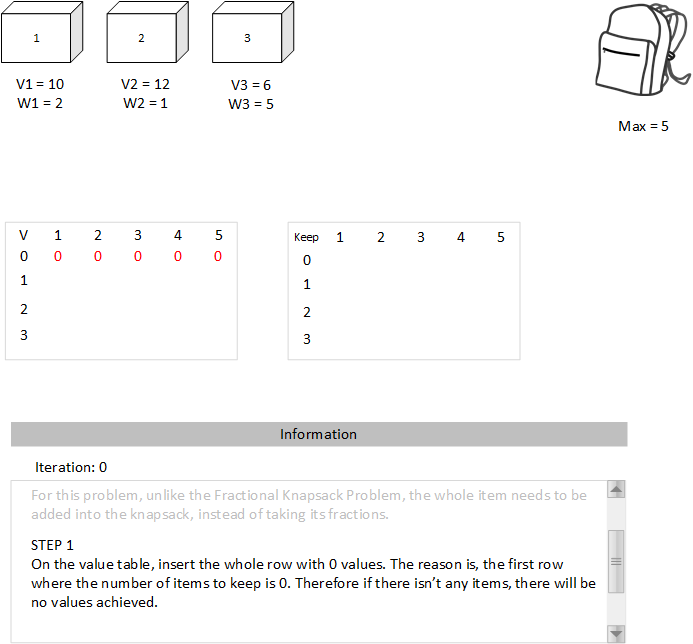 1 2 3
V1 = 10 V2 = 12 V3 = 6
W1 = 2 W2 = 1 W3 = 5
Max = 5
V 1 2 3 4 5
0 0 0 0 0 0
1
2
3
Keep 1 2 3 4 5
0
1
2
3
Information
Iteration: 0
For this problem, unlike the Fractional Knapsack Problem, the whole item needs to be
added into the knapsack, instead of taking its fractions.
STEP 1
On the value table, insert the whole row with 0 values. The reason is, the first row
where the number of items to keep is 0. Therefore if there isn't any items, there will be
no values achieved.